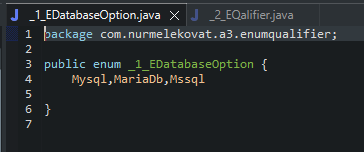 _1_EDatabaseOption.java _2_EQalifier.java
1 package com.nurmelekovat.a3.enumqualifier;
2
3 public enum _1_EDatabaseOption {
4 Mysql,MariaDb,Mssql
5
6 }
7